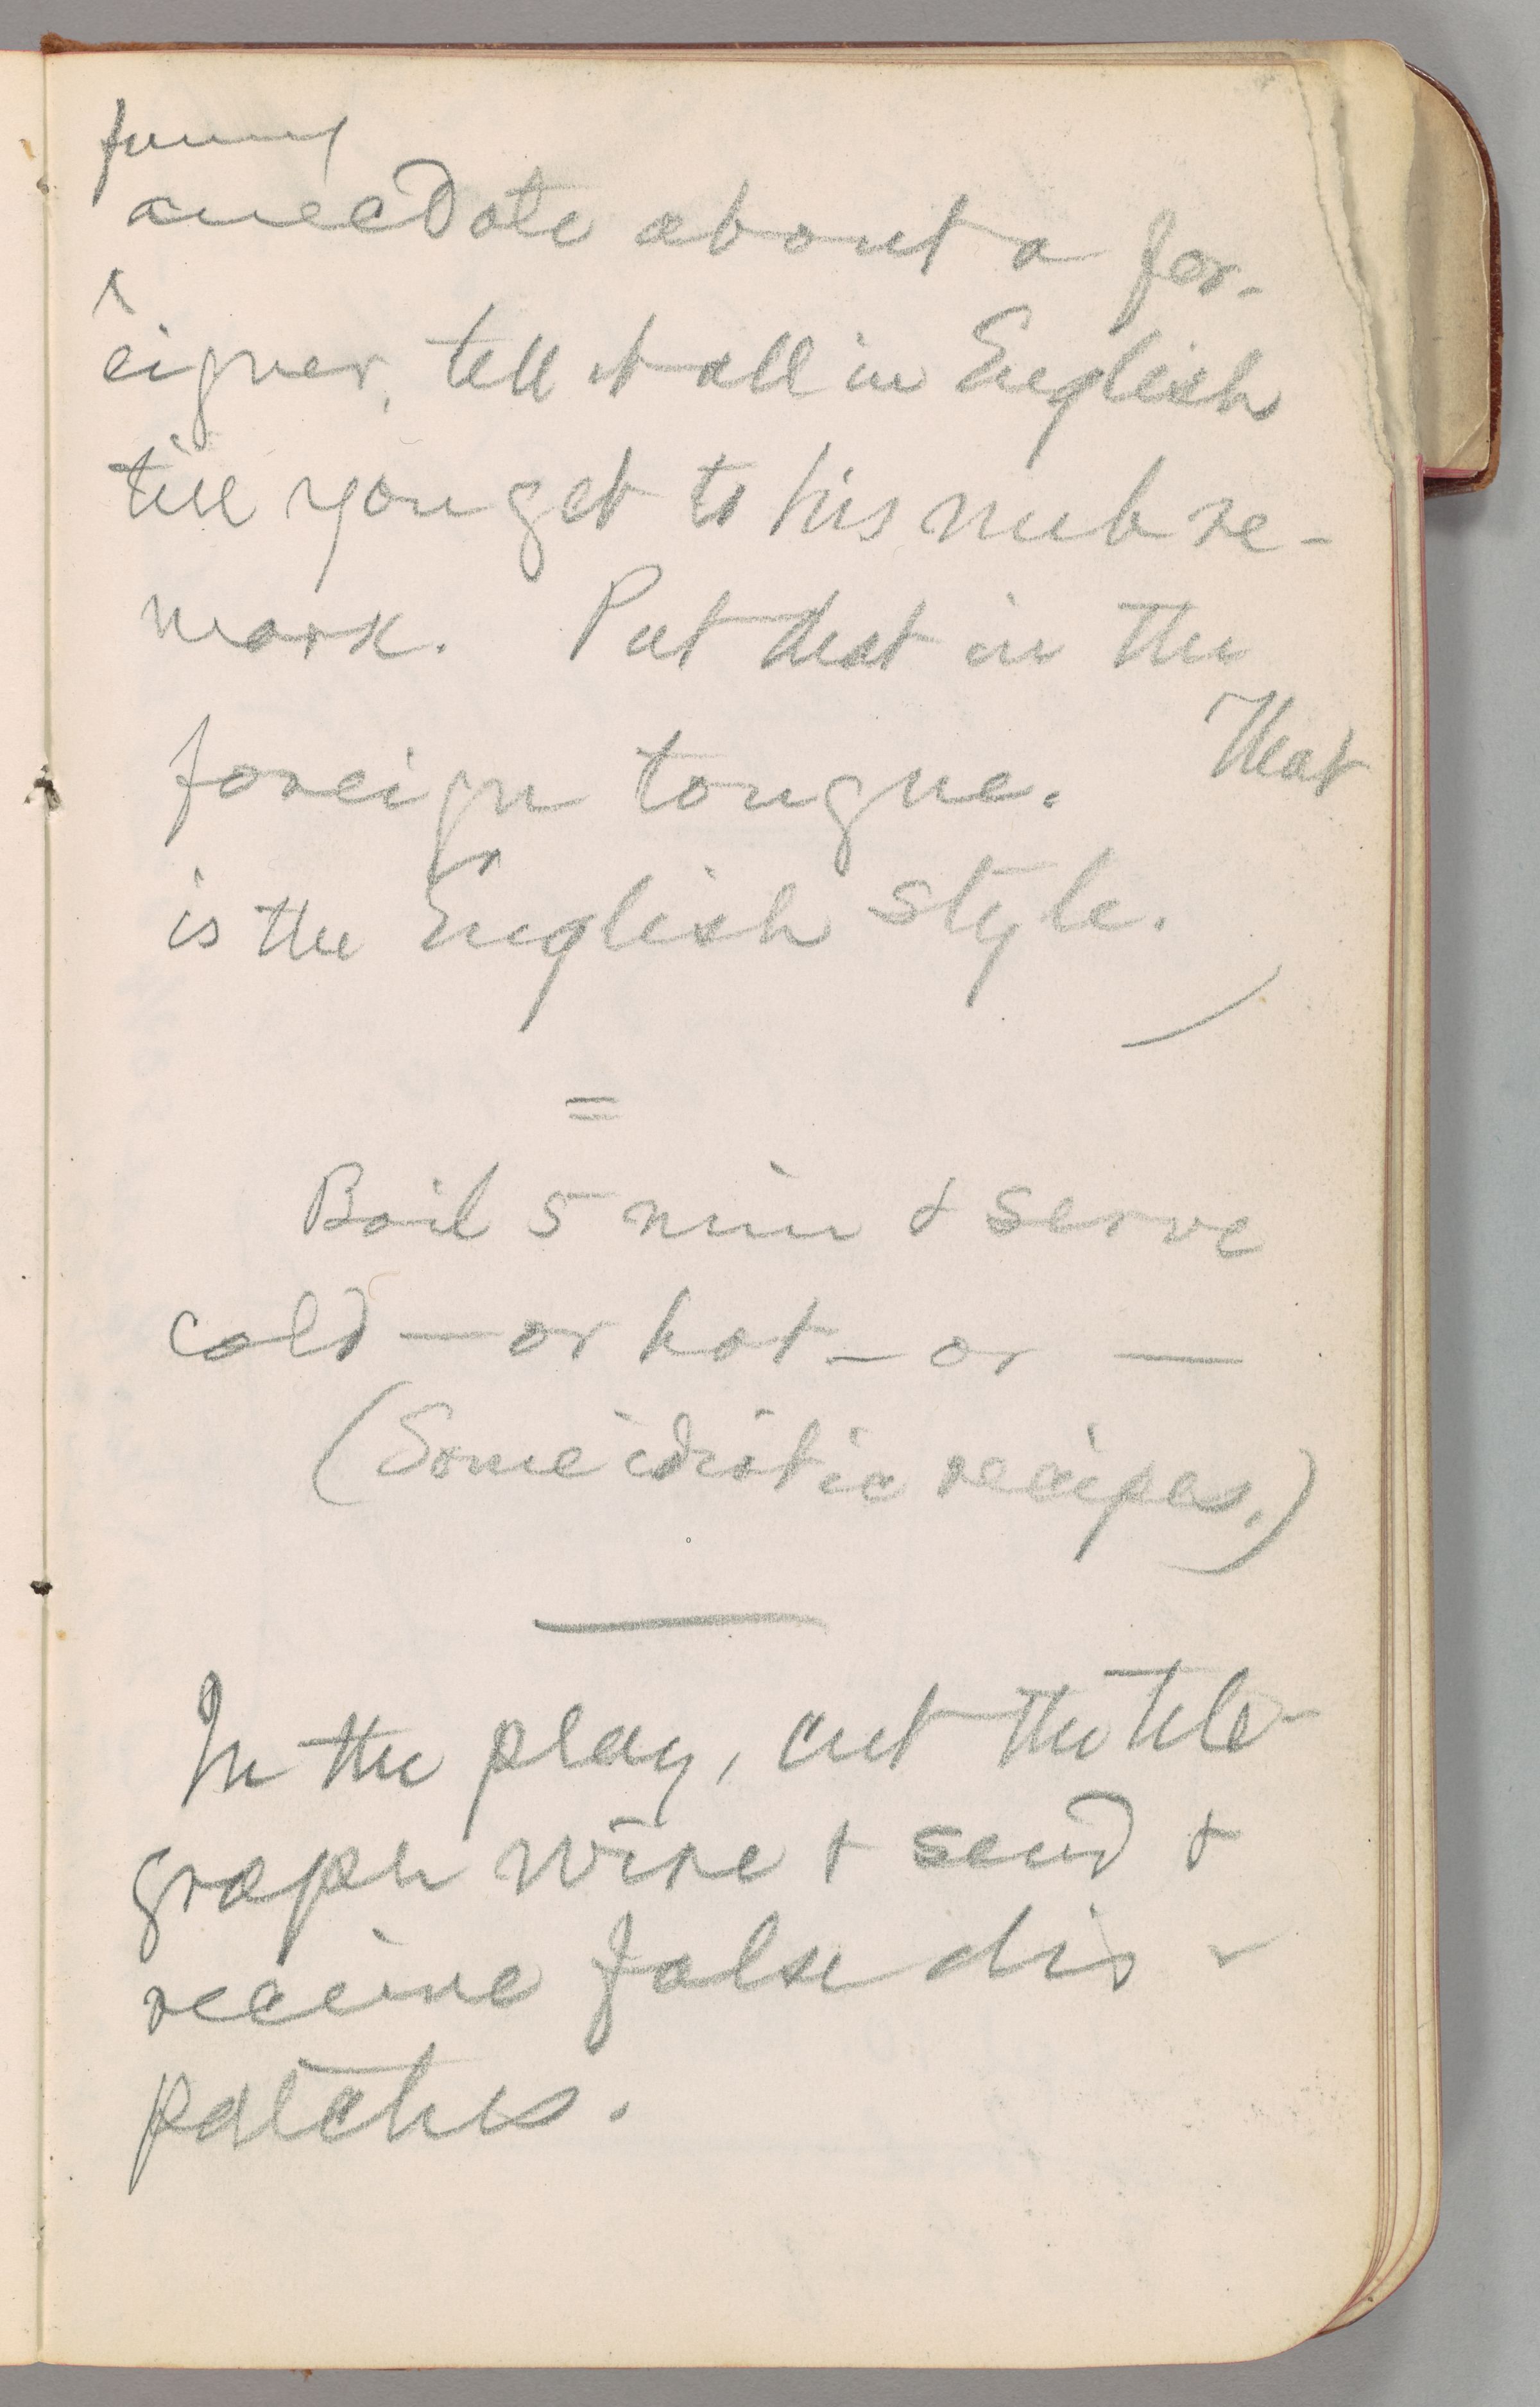 funny
anecdote about a for-
eigner, tell it all in English
till you get to his nub re-
mark. Put that in the
foreign tongue. That
is the English style.
=
Boil 5 min & serve
cold — or hot — or —
(Some idiotic recipes.)
In the play, cut the tele-
graph wire & send &
receive false dis-
patches.